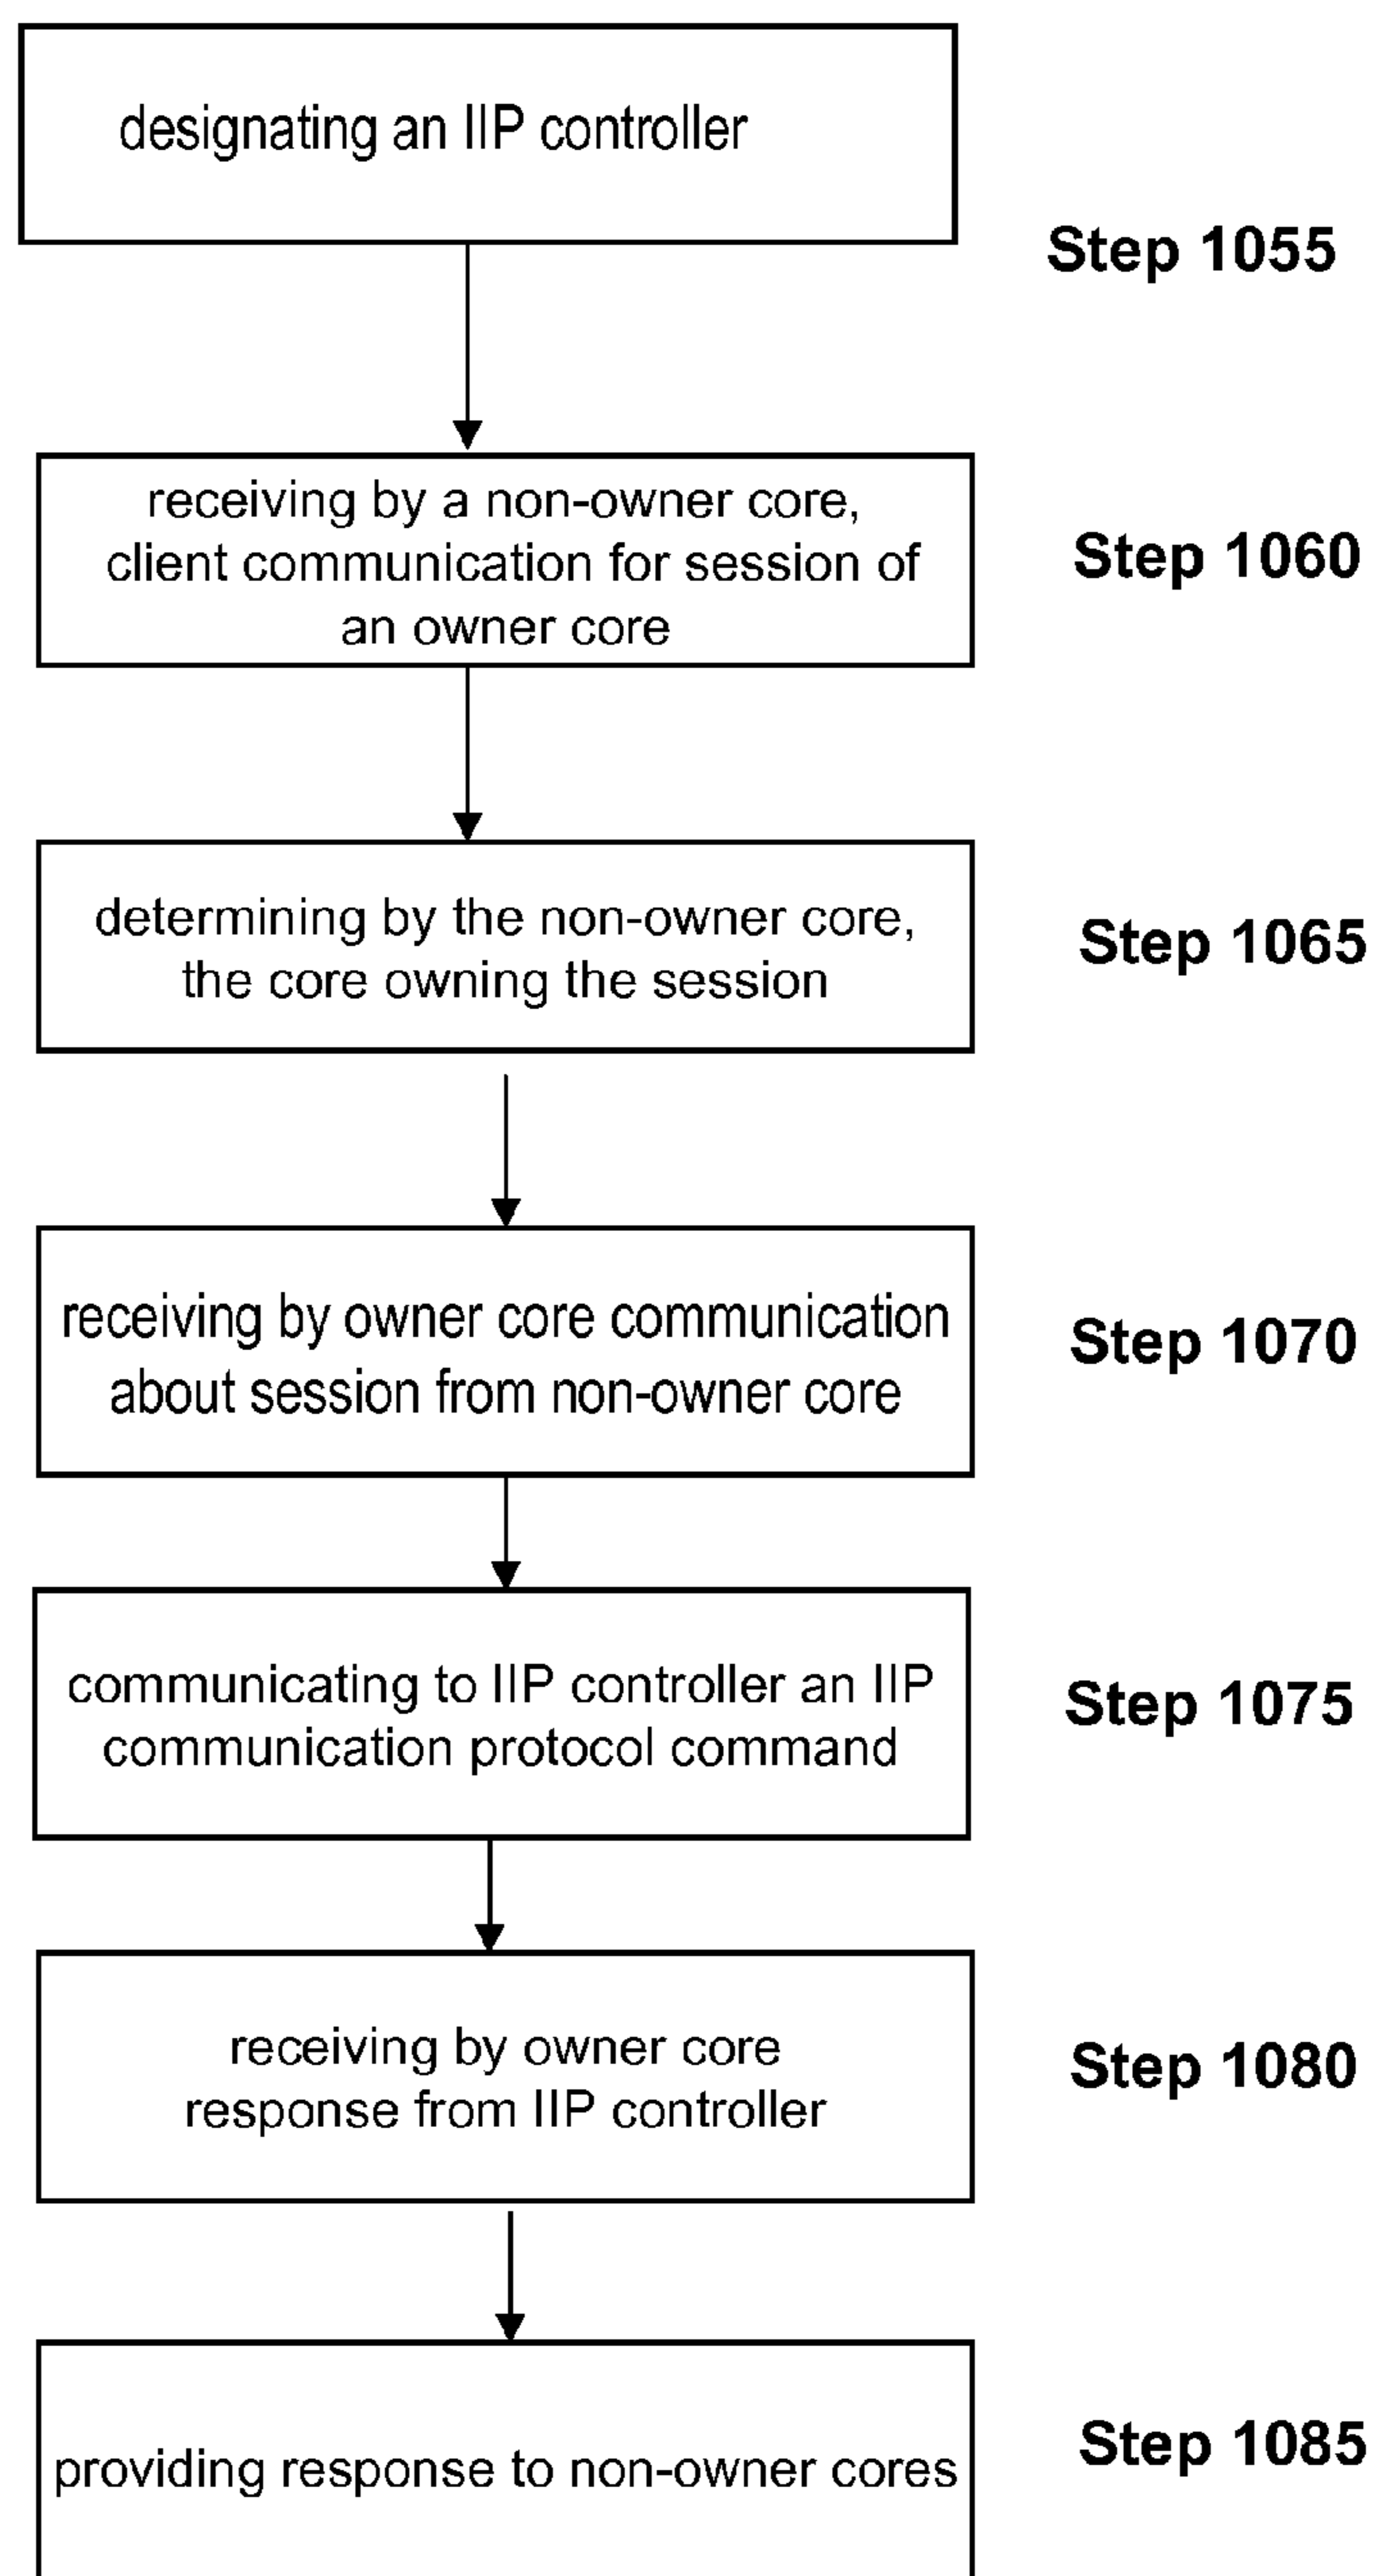 designating an IIP controller
Step 1055
receiving by a non-owner core,
client communication for session of
an owner core
Step 1060
determining by the non-owner core,
the core owning the session
Step 1065
receiving by owner core communication
about session from non-owner core
Step 1070
communicating to IIP controller an IIP
communication protocol command
Step 1075
receiving by owner core
response from IIP controller
Step 1080
providing response to non-owner cores
Step 1085